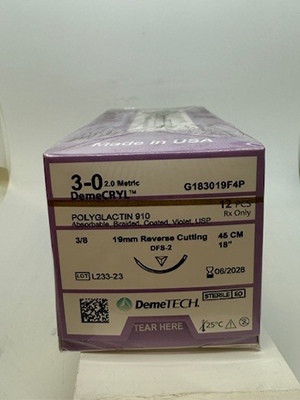 Made in USA
3-0 2.0 Metric
DemeCRYL™
G183019F4P
12 PCS
Rx Only
POLYGLACTIN 910
Absorbable, Braided, Coated, Violet, USP
3/8
19mm Reverse Cutting
45 CM
DFS-2
18"
LOT L233-23
06/2028
DemeTECH
STERILE EO
TEAR HERE
25°C